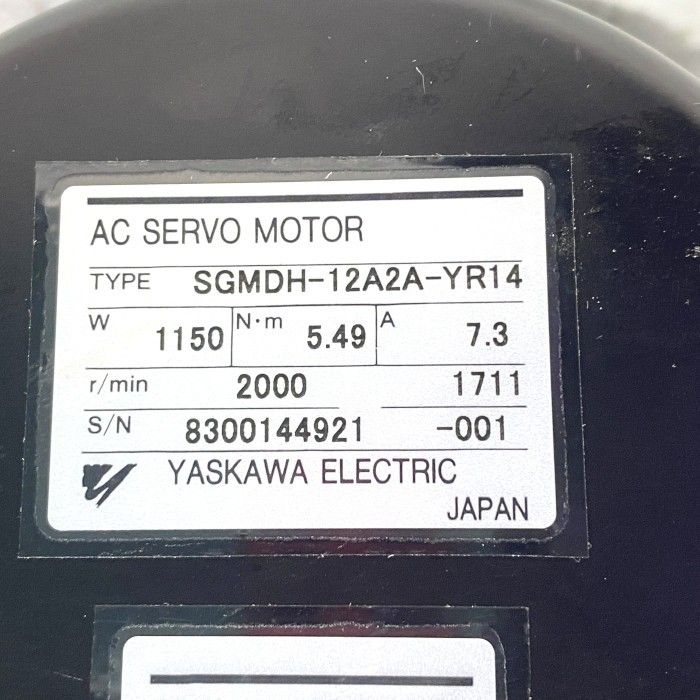 AC SERVO MOTOR
TYPE SGMDH-12A2A-YR14
W 1150 N·m 5.49 A 7.3
r/min 2000 1711
S/N 8300144921 -001
YASKAWA ELECTRIC
JAPAN